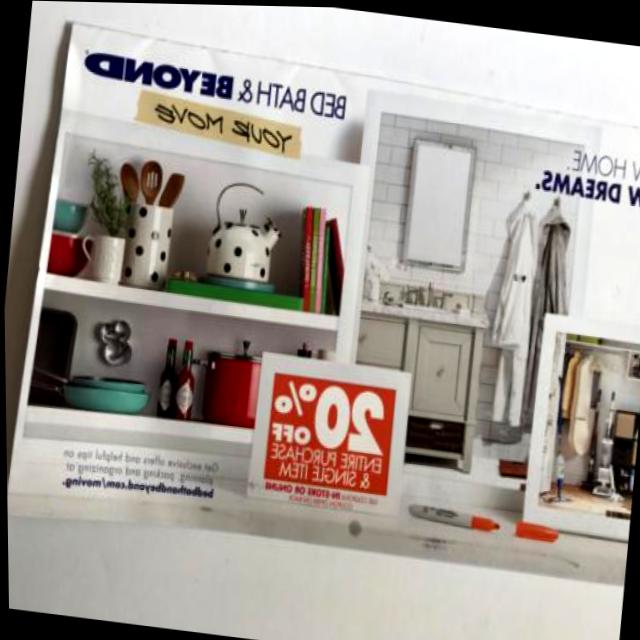 BED BATH & BEYOND
YOUR MOVE
HOME
DREAMS.
20% OFF
ENTIRE PURCHASE
& SINGLE ITEM
IN STORE OR ONLINE
Get exclusive offers and helpful tips on
planning, packing and organizing at
bedbathandbeyond.com/moving.